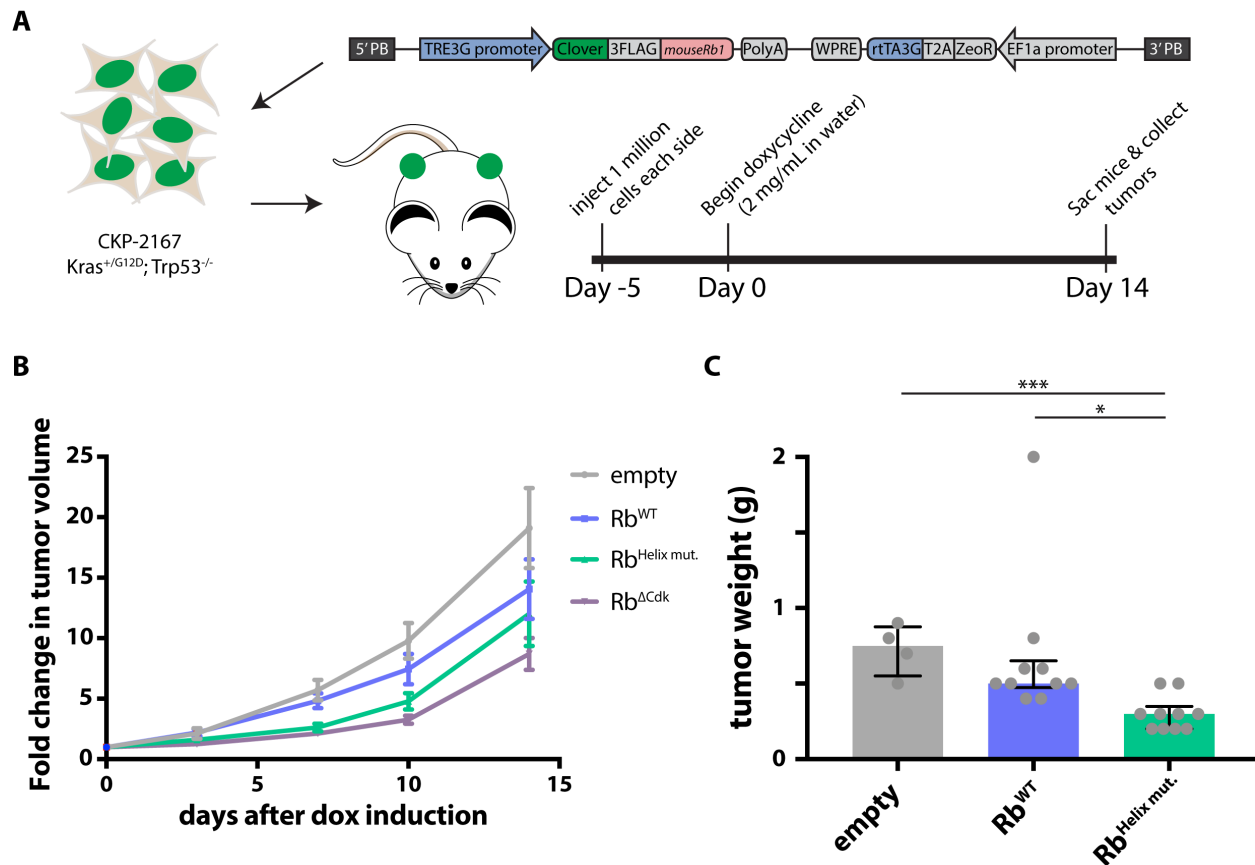 A
5' PB
TRE3G promoter
Clover
3FLAG
mouseRb1
PolyA
WPRE
rtTA3G
T2A
ZeoR
EF1a promoter
3' PB
CKP-2167
Kras+/G12D; Trp53-/-
inject 1 million
cells each side
Begin doxycycline
(2 mg/mL in water)
Sac mice & collect
tumors
Day -5
Day 0
Day 14
B
Fold change in tumor volume
25
20
15
10
5
0
0
5
10
15
days after dox induction
empty
RbWT
RbHelix mut.
RbΔCdk
C
***
*
tumor weight (g)
2
1
0
empty
RbWT
RbHelix mut.